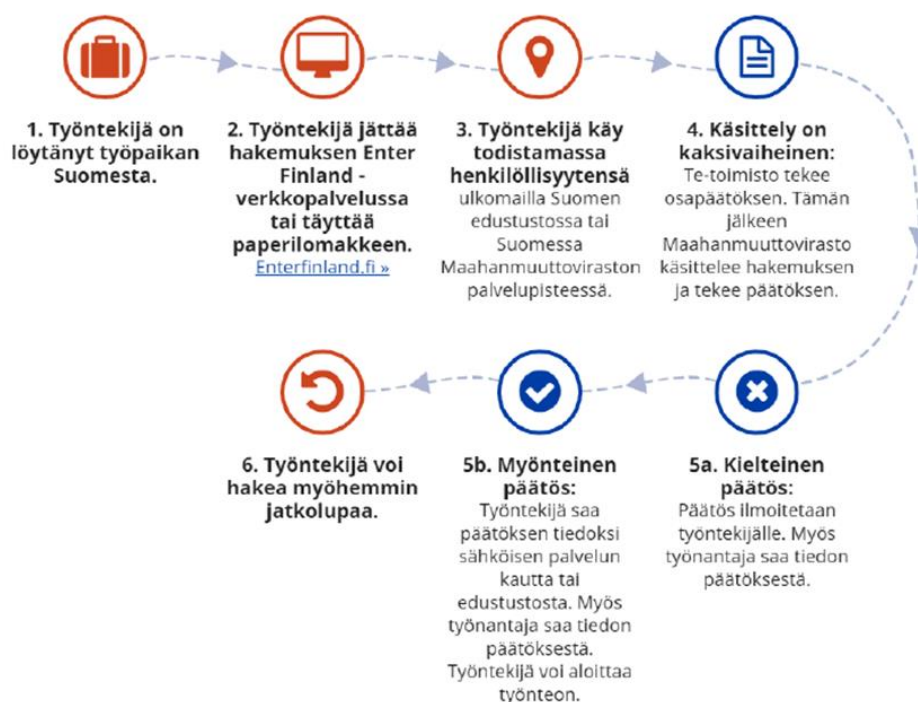 1. Työntekijä on
löytänyt työpaikan
Suomesta.
2. Työntekijä jättää
hakemuksen Enter
Finland -
verkkopalvelussa
tai täyttää
paperilomakkeen.
Enterfinland.fi »
3. Työntekijä käy
todistamassa
henkilöllisyytensä
ulkomailla Suomen
edustustossa tai
Suomessa
Maahanmuuttoviraston
palvelupisteessä.
4. Käsittely on
kaksivaiheinen:
Te-toimisto tekee
osapäätöksen. Tämän
jälkeen
Maahanmuuttovirasto
käsittelee hakemuksen
ja tekee päätöksen.
5a. Kielteinen
päätös:
Päätös ilmoitetaan
työntekijälle. Myös
työnantaja saa tiedon
päätöksestä.
5b. Myönteinen
päätös:
Työntekijä saa
päätöksen tiedoksi
sähköisen palvelun
kautta tai
edustustosta. Myös
työnantaja saa tiedon
päätöksestä.
Työntekijä voi aloittaa
työnteon.
6. Työntekijä voi
hakea myöhemmin
jatkolupaa.